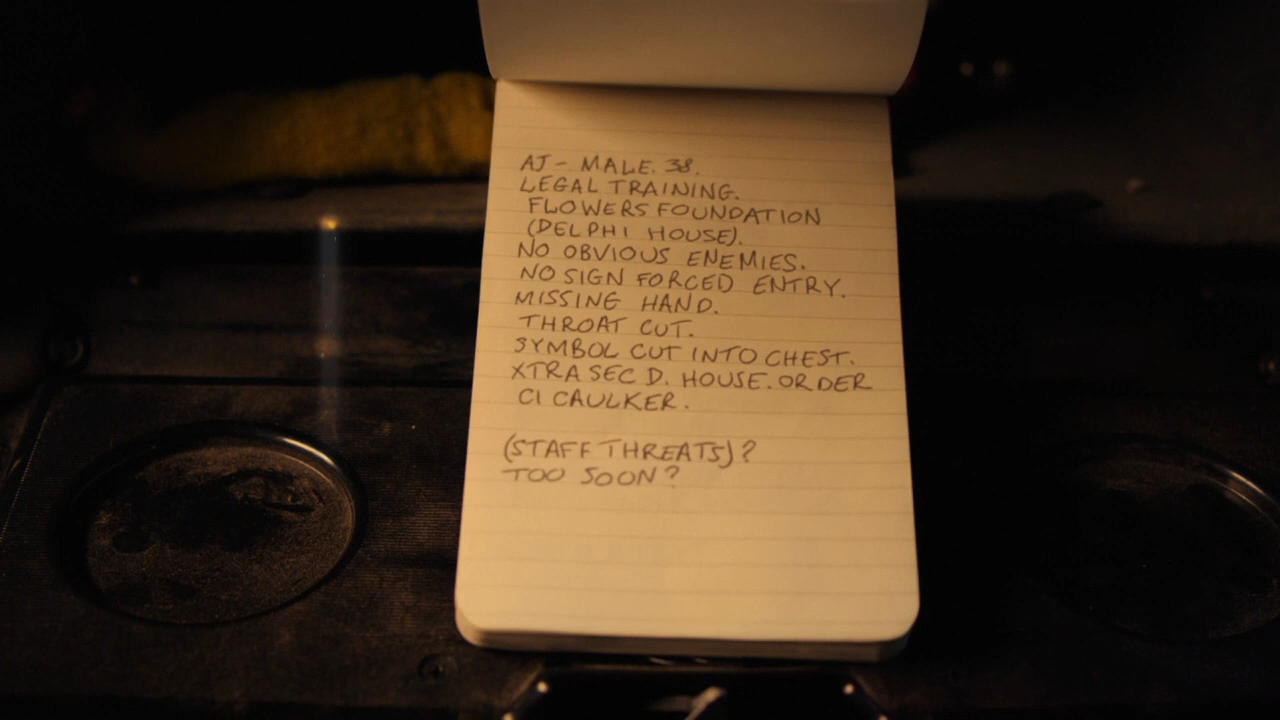 AJ - MALE. 38.
LEGAL TRAINING.
FLOWERS FOUNDATION
(DELPHI HOUSE).
NO OBVIOUS ENEMIES.
NO SIGN FORCED ENTRY.
MISSING HAND.
THROAT CUT.
SYMBOL CUT INTO CHEST.
XTRA SEC D. HOUSE. ORDER
CI CAULKER.
(STAFF THREATS)?
TOO SOON?